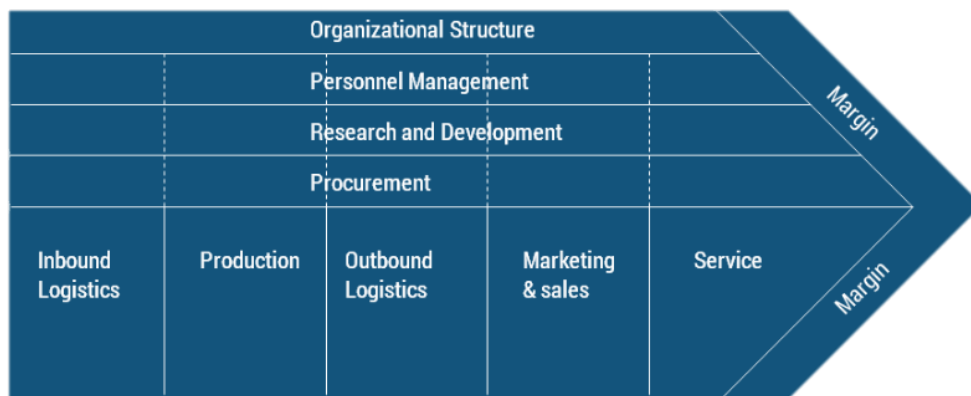 Organizational Structure
Personnel Management
Research and Development
Procurement
Margin
Inbound
Logistics
Production
Outbound
Logistics
Marketing
& sales
Service
Margin